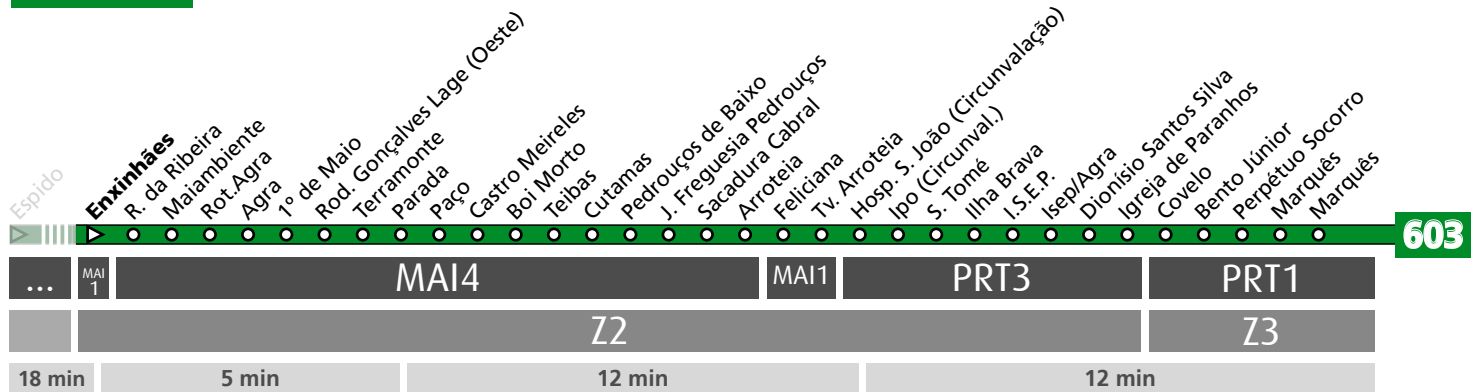 Espido
Enxinhães
R. da Ribeira
Maiambiente
Rot.Agra
Agra
1º de Maio
Rod. Gonçalves Lage (Oeste)
Terramonte
Parada
Paço
Castro Meireles
Boi Morto
Teibas
Cutamas
Pedrouços de Baixo
J. Freguesia Pedrouços
Sacadura Cabral
Arroteia
Feliciana
Tv. Arroteia
Hosp. S. João (Circunvalação)
Ipo (Circunval.)
S. Tomé
Ilha Brava
I.S.E.P.
Isep/Agra
Dionísio Santos Silva
Igreja de Paranhos
Covelo
Bento Júnior
Perpétuo Socorro
Marquês
Marquês
603
... MAI 1 MAI4 MAI1 PRT3 PRT1
Z2 Z3
18 min 5 min 12 min 12 min